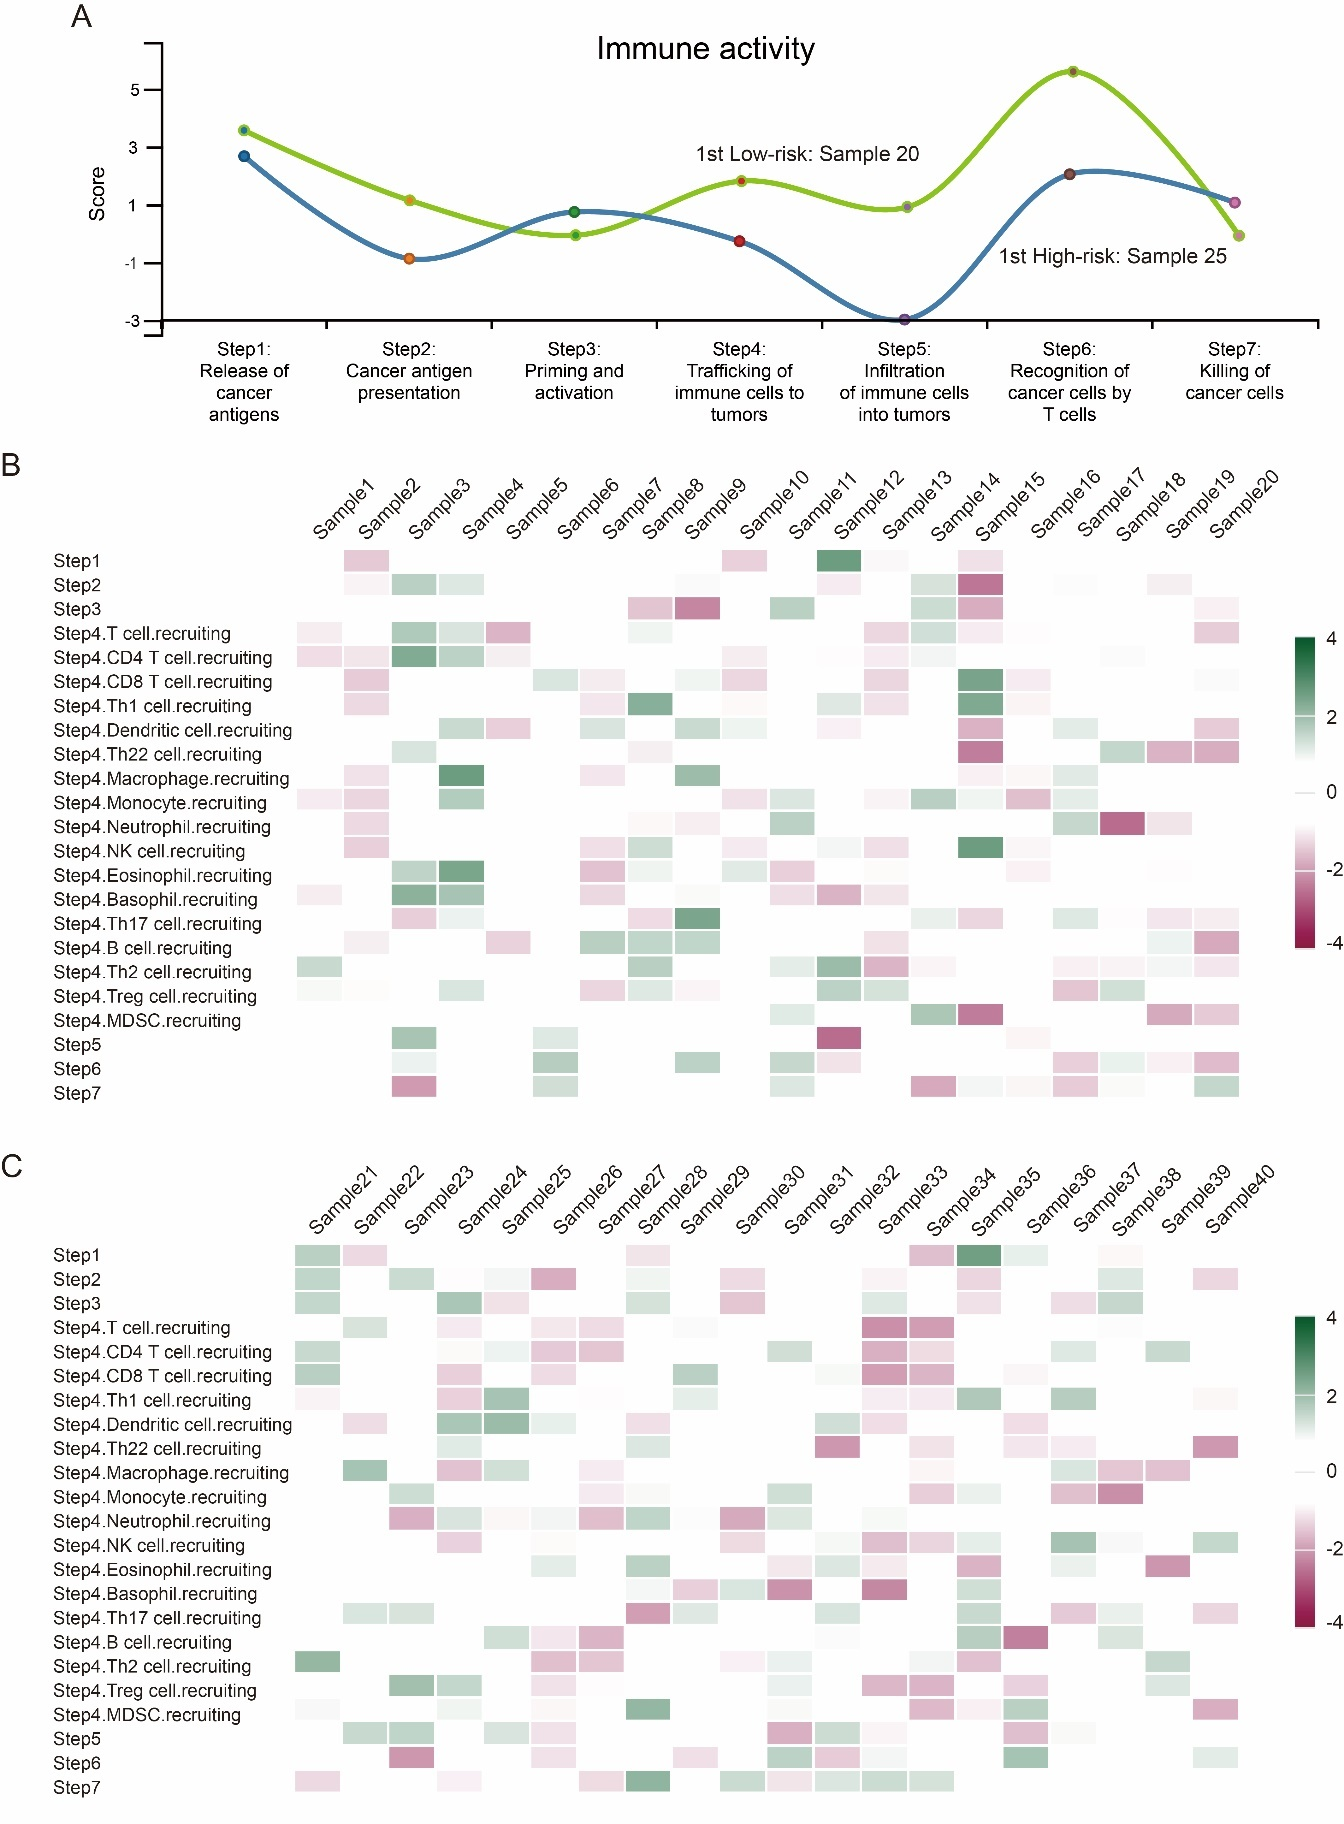 A
Immune activity
Score
5
3
1
-1
-3
1st Low-risk: Sample 20
1st High-risk: Sample 25
Step1:
Release of
cancer
antigens
Step2:
Cancer antigen
presentation
Step3:
Priming and
activation
Step4:
Trafficking of
immune cells to
tumors
Step5:
Infiltration
of immune cells
into tumors
Step6:
Recognition of
cancer cells by
T cells
Step7:
Killing of
cancer cells
B
Sample1
Sample2
Sample3
Sample4
Sample5
Sample6
Sample7
Sample8
Sample9
Sample10
Sample11
Sample12
Sample13
Sample14
Sample15
Sample16
Sample17
Sample18
Sample19
Sample20
Step1
Step2
Step3
Step4.T cell.recruiting
Step4.CD4 T cell.recruiting
Step4.CD8 T cell.recruiting
Step4.Th1 cell.recruiting
Step4.Dendritic cell.recruiting
Step4.Th22 cell.recruiting
Step4.Macrophage.recruiting
Step4.Monocyte.recruiting
Step4.Neutrophil.recruiting
Step4.NK cell.recruiting
Step4.Eosinophil.recruiting
Step4.Basophil.recruiting
Step4.Th17 cell.recruiting
Step4.B cell.recruiting
Step4.Th2 cell.recruiting
Step4.Treg cell.recruiting
Step4.MDSC.recruiting
Step5
Step6
Step7
4
2
0
-2
-4
C
Sample21
Sample22
Sample23
Sample24
Sample25
Sample26
Sample27
Sample28
Sample29
Sample30
Sample31
Sample32
Sample33
Sample34
Sample35
Sample36
Sample37
Sample38
Sample39
Sample40
Step1
Step2
Step3
Step4.T cell.recruiting
Step4.CD4 T cell.recruiting
Step4.CD8 T cell.recruiting
Step4.Th1 cell.recruiting
Step4.Dendritic cell.recruiting
Step4.Th22 cell.recruiting
Step4.Macrophage.recruiting
Step4.Monocyte.recruiting
Step4.Neutrophil.recruiting
Step4.NK cell.recruiting
Step4.Eosinophil.recruiting
Step4.Basophil.recruiting
Step4.Th17 cell.recruiting
Step4.B cell.recruiting
Step4.Th2 cell.recruiting
Step4.Treg cell.recruiting
Step4.MDSC.recruiting
Step5
Step6
Step7
4
2
0
-2
-4